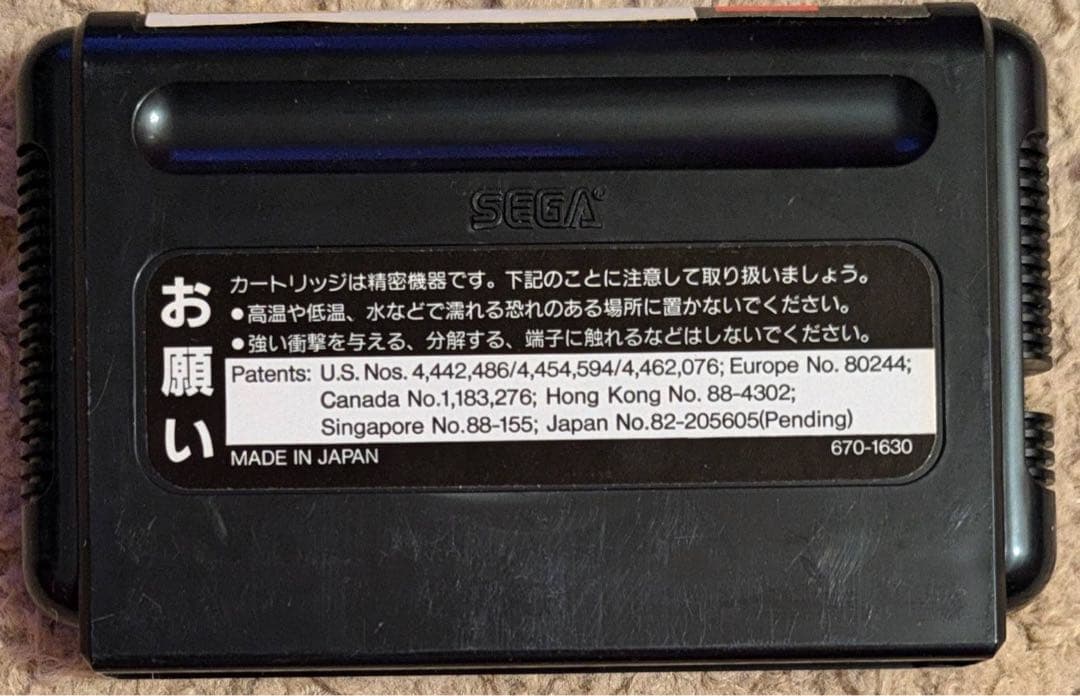 SEGA®
お願い
カートリッジは精密機器です。下記のことに注意して取り扱いましょう。
●高温や低温、水などで濡れる恐れのある場所に置かないでください。
●強い衝撃を与える、分解する、端子に触れるなどはしないでください。
Patents: U.S. Nos. 4,442,486/4,454,594/4,462,076; Europe No. 80244;
Canada No.1,183,276; Hong Kong No. 88-4302;
Singapore No.88-155; Japan No.82-205605(Pending)
MADE IN JAPAN
670-1630